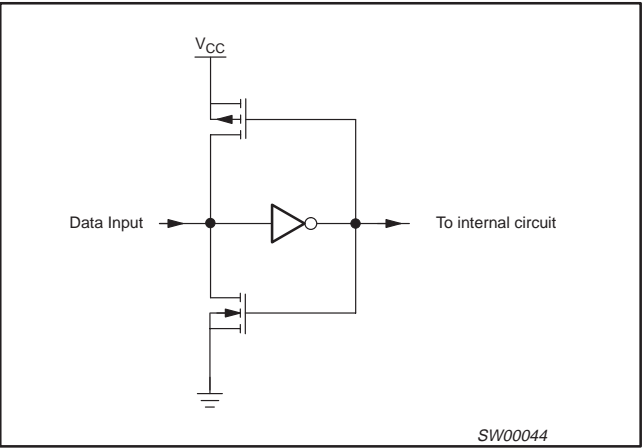 VCC
Data Input
To internal circuit
SW00044